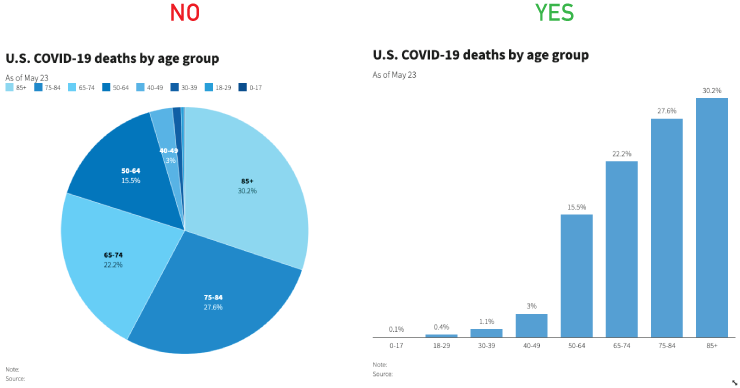 NO
U.S. COVID-19 deaths by age group
As of May 23
85+ 75-84 65-74 50-64 40-49 30-39 18-29 0-17
40-49
3%
50-64
15.5%
85+
30.2%
65-74
22.2%
75-84
27.6%
Note:
Source:
YES
U.S. COVID-19 deaths by age group
As of May 23
30.2%
27.6%
22.2%
15.5%
3%
1.1%
0.4%
0.1%
0-17 18-29 30-39 40-49 50-64 65-74 75-84 85+
Note:
Source: